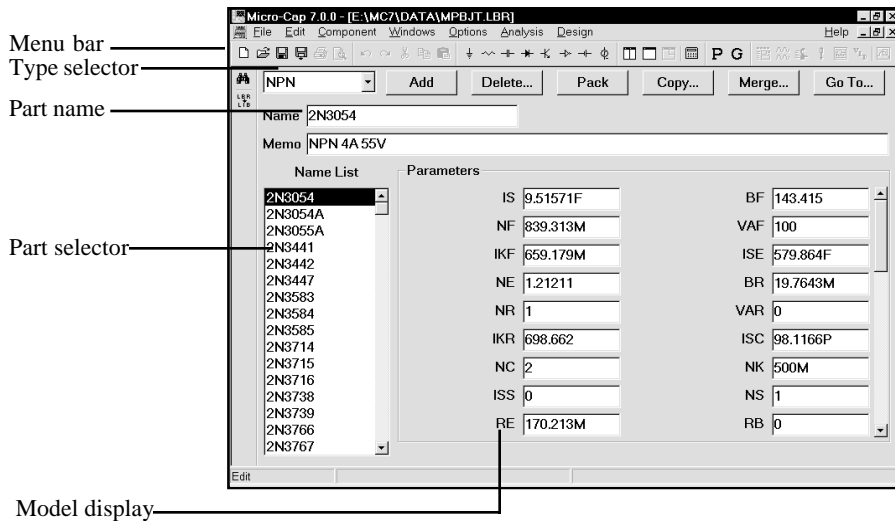 Micro-Cap 7.0.0 - [E:\MC7\DATA\MPBJT.LBR]
File Edit Component Windows Options Analysis Design Help
Menu bar
P G
Type selector
NPN Add Delete... Pack Copy... Merge... Go To...
Part name
Name 2N3054
Memo NPN 4A 55V
Name List Parameters
2N3054 IS 9.51571F BF 143.415
2N3054A
2N3055A NF 839.313M VAF 100
Part selector
2N3441 IKF 659.179M ISE 579.864F
2N3442
2N3447 NE 1.21211 BR 19.7643M
2N3583
2N3584 NR 1 VAR 0
2N3585
2N3714 IKR 698.662 ISC 98.1166P
2N3715
2N3716 NC 2 NK 500M
2N3738 ISS 0 NS 1
2N3739
2N3766 RE 170.213M RB 0
2N3767
Edit
Model display